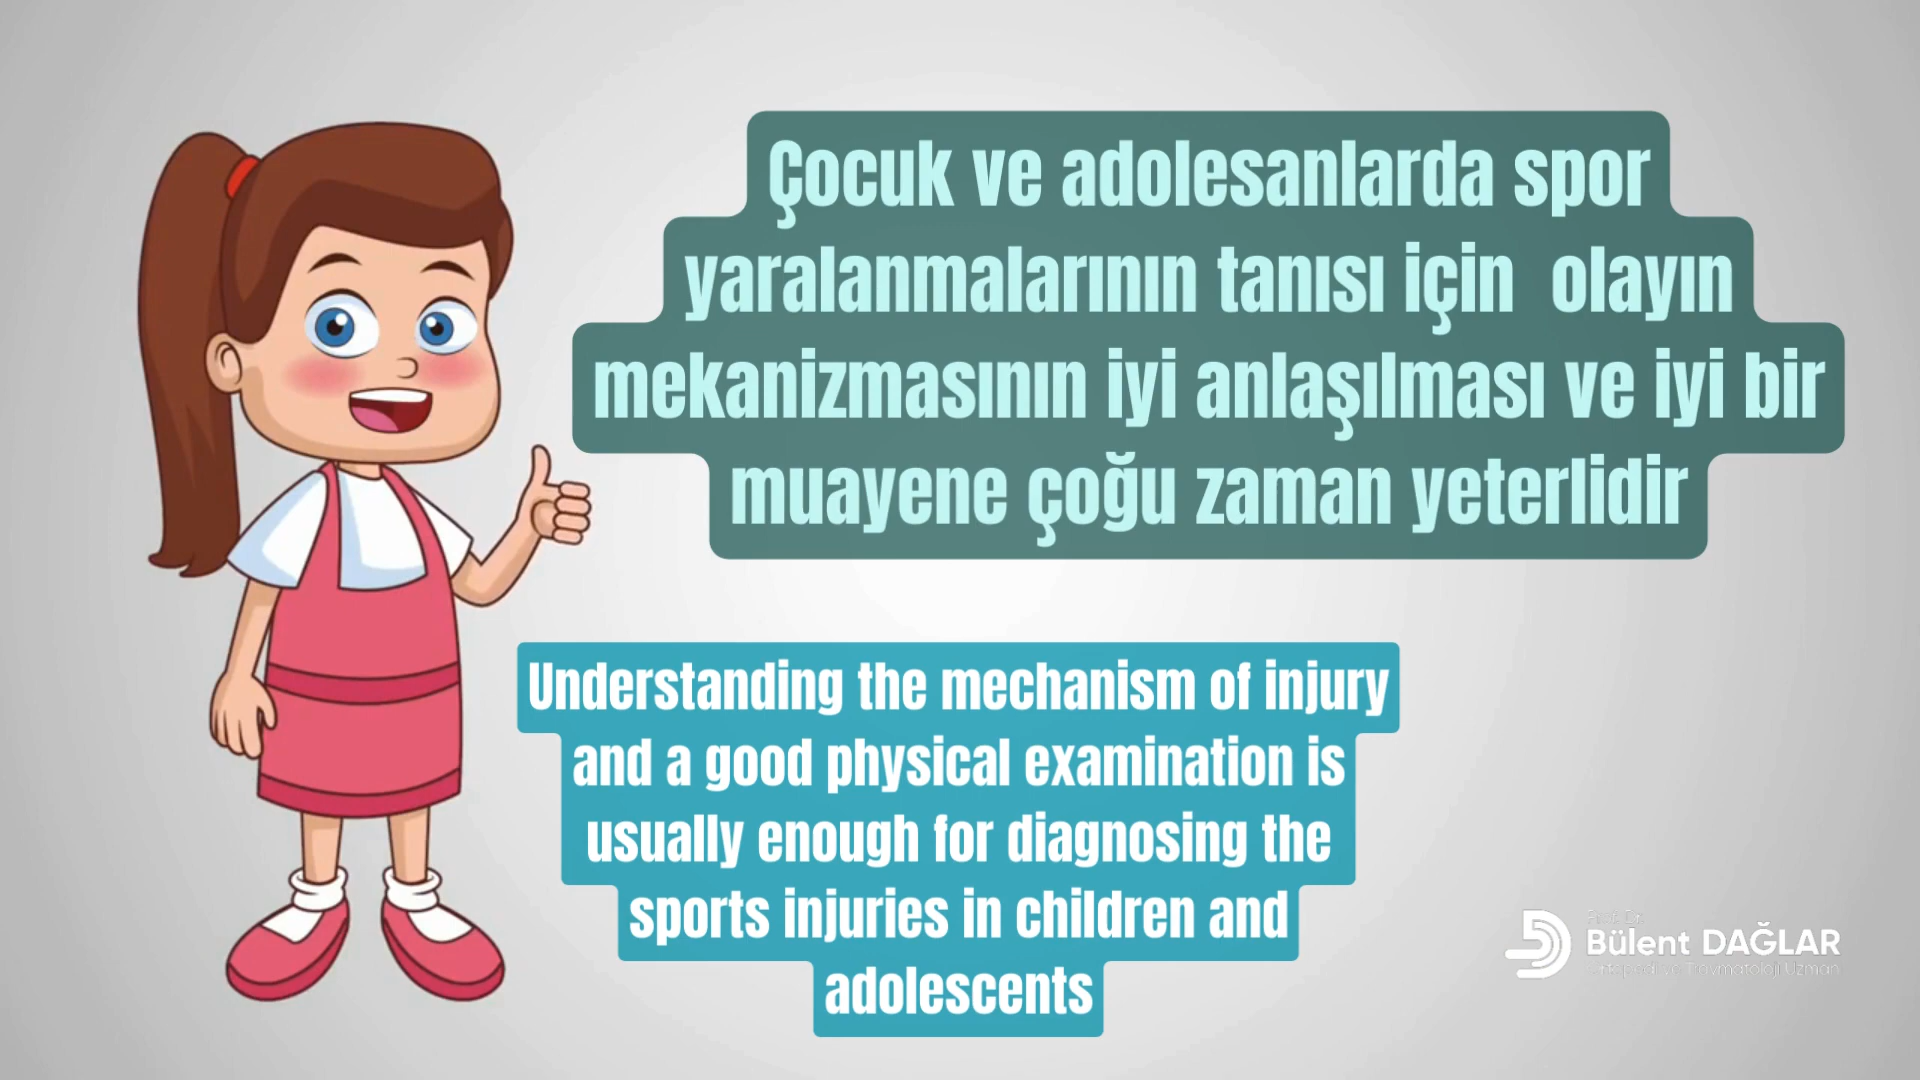 Çocuk ve adolesanlarda spor
yaralanmalarının tanısı için olayın
mekanizmasının iyi anlaşılması ve iyi bir
muayene çoğu zaman yeterlidir
Understanding the mechanism of injury
and a good physical examination is
usually enough for diagnosing the
sports injuries in children and
adolescents
Bülent DAĞLAR
Travmatoloji Uzmanı